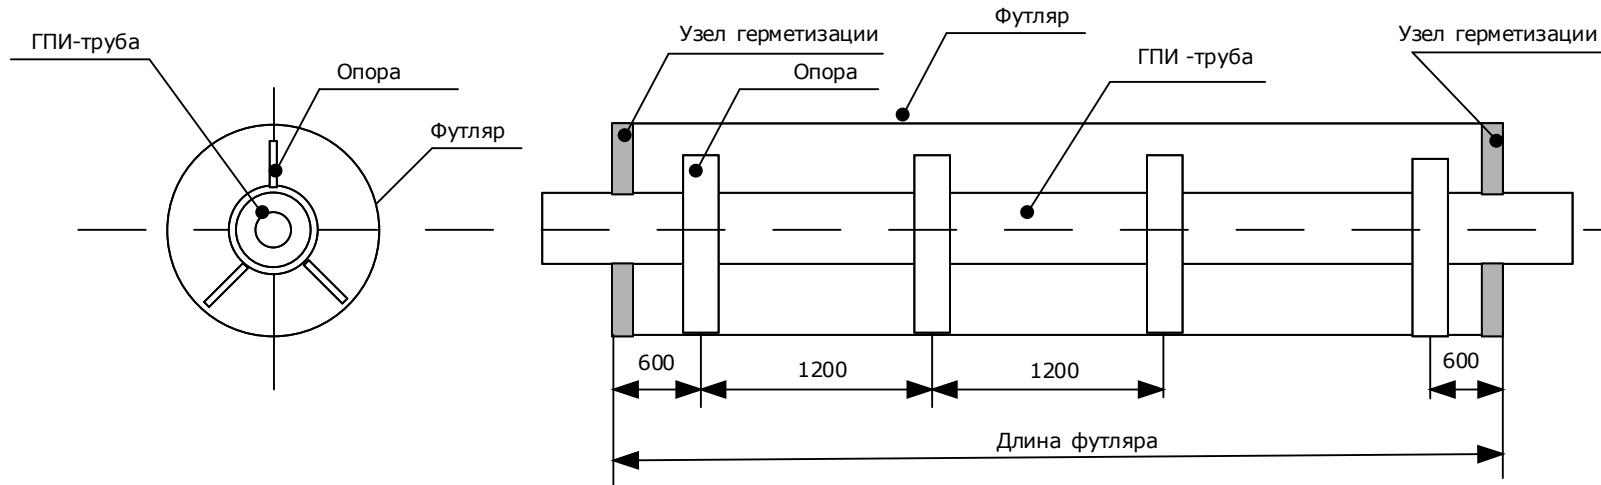 ГПИ-труба
Опора
Футляр
Узел герметизации
Футляр
Опора
ГПИ -труба
Узел герметизации
600
1200
1200
600
Длина футляра